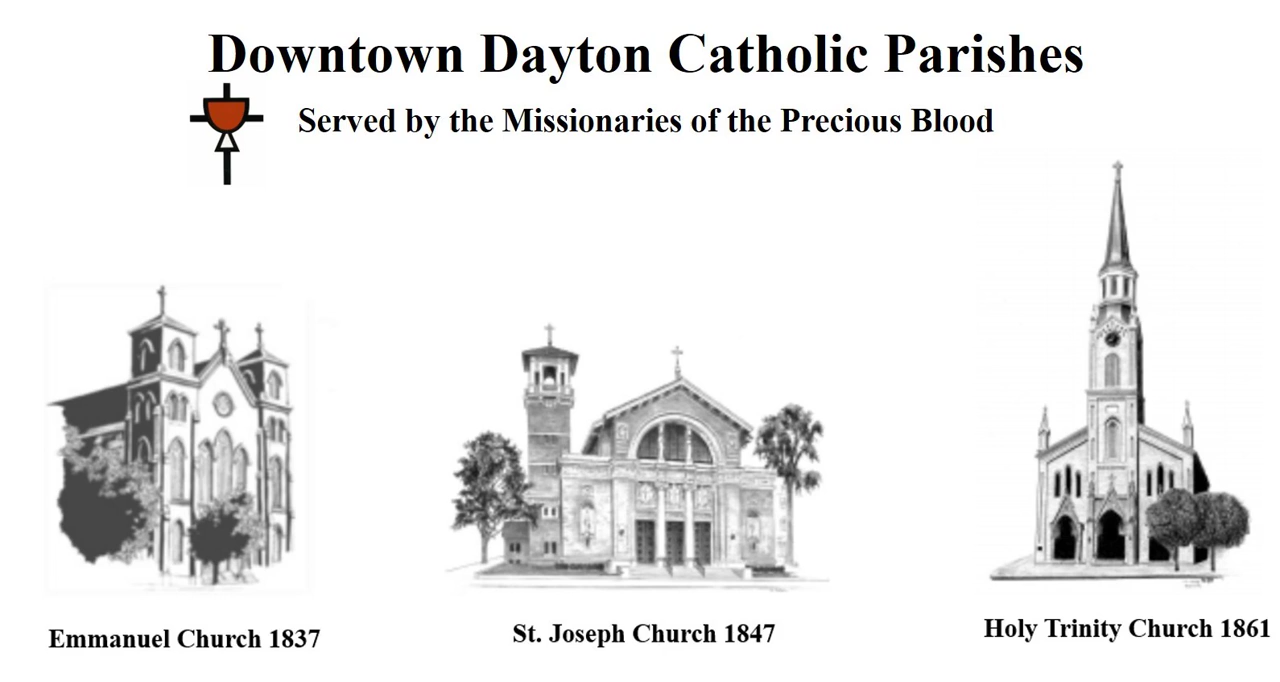 Downtown Dayton Catholic Parishes
Served by the Missionaries of the Precious Blood
Emmanuel Church 1837
St. Joseph Church 1847
Holy Trinity Church 1861